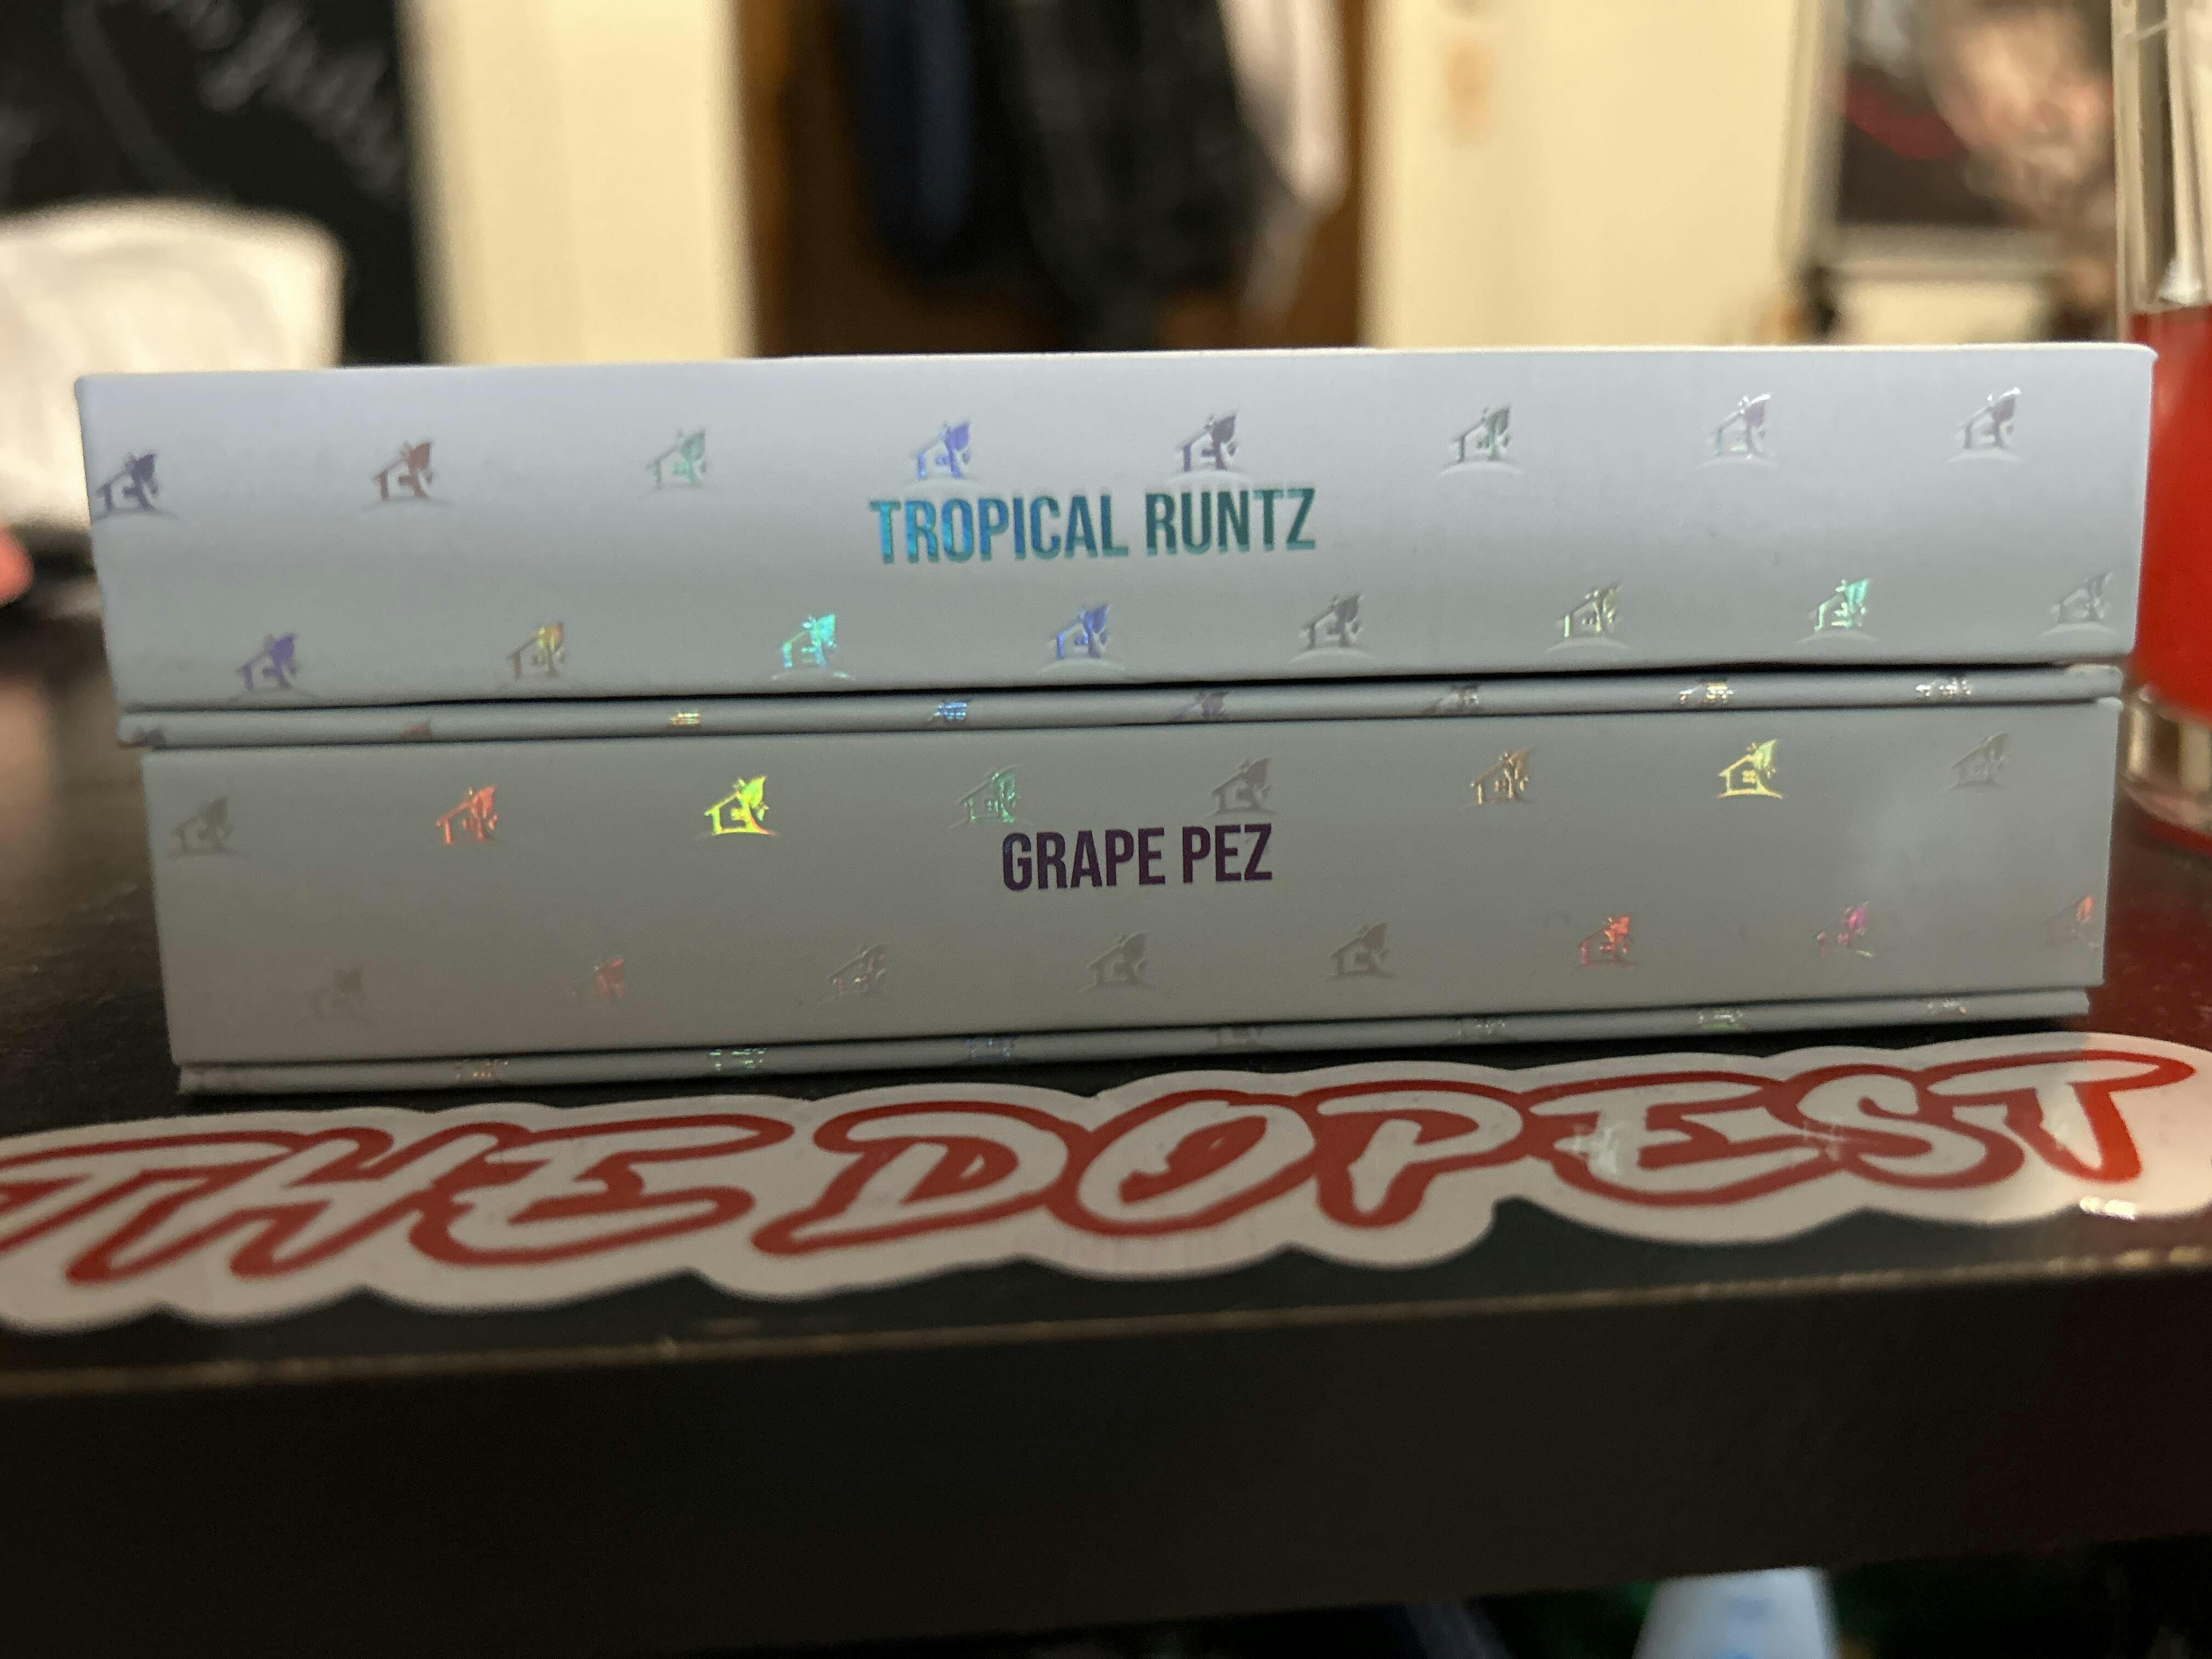 TROPICAL RUNTZ
GRAPE PEZ
THE DOPEST